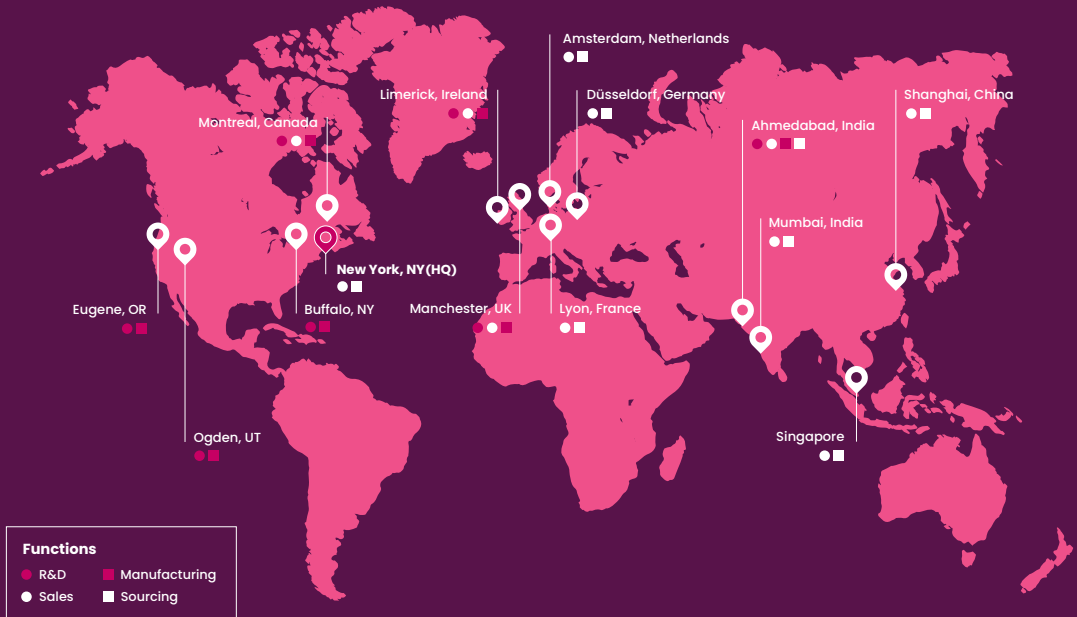 Amsterdam, Netherlands
Limerick, Ireland
Düsseldorf, Germany
Shanghai, China
Montreal, Canada
Ahmedabad, India
Mumbai, India
New York, NY(HQ)
Eugene, OR
Buffalo, NY
Manchester, UK
Lyon, France
Ogden, UT
Singapore
Functions
R&D
Manufacturing
Sales
Sourcing